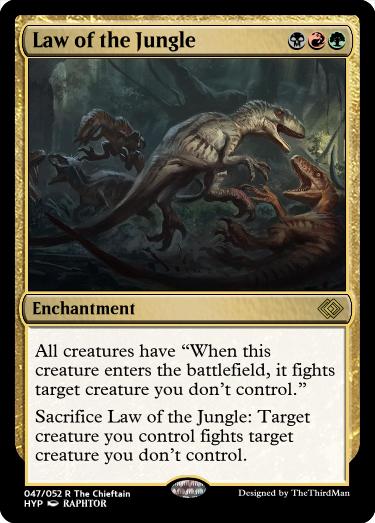 Law of the Jungle
Enchantment
All creatures have “When this
creature enters the battlefield, it fights
target creature you don’t control.”
Sacrifice Law of the Jungle: Target
creature you control fights target
creature you don’t control.
047/052 R The Chieftain
HYP RAPHTOR
Designed by TheThirdMan